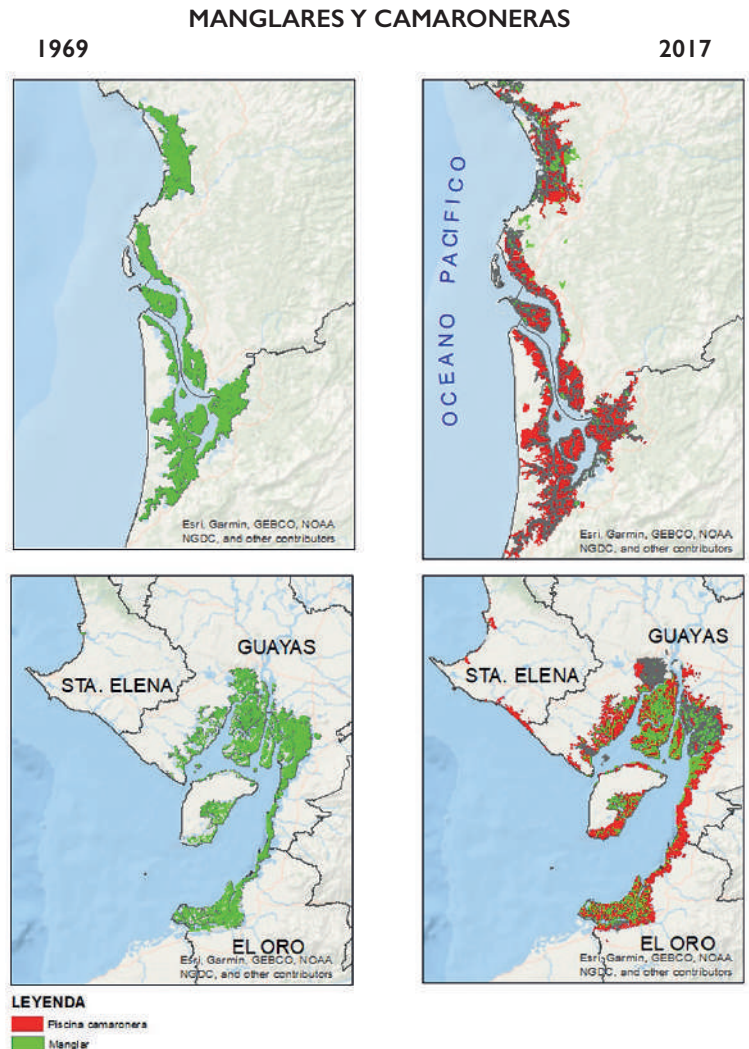 MANGLARES Y CAMARONERAS
1969
2017
OCEANO PACIFICO
Esri, Garmin, GEBCO, NOAA
NGDC, and other contributors
Esri, Garmin, GEBCO, NOAA
NGDC, and other contributors
GUAYAS
STA. ELENA
EL ORO
Esri, Garmin, GEBCO, NOAA
NGDC, and other contributors
GUAYAS
STA. ELENA
EL ORO
Esri, Garmin, GEBCO, NOAA
NGDC, and other contributors
LEYENDA
Piscina camaronera
Manglar